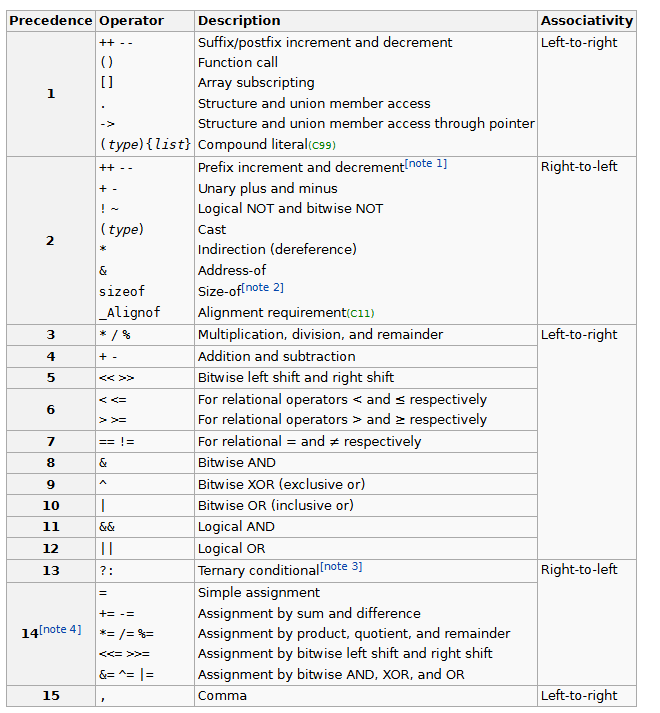 Precedence Operator Description Associativity
1 ++ -- Suffix/postfix increment and decrement Left-to-right
() Function call
[] Array subscripting
. Structure and union member access
-> Structure and union member access through pointer
(type){list} Compound literal(C99)
2 ++ -- Prefix increment and decrement[note 1] Right-to-left
+ - Unary plus and minus
! ~ Logical NOT and bitwise NOT
(type) Cast
* Indirection (dereference)
& Address-of
sizeof Size-of[note 2]
_Alignof Alignment requirement(C11)
3 * / % Multiplication, division, and remainder Left-to-right
4 + - Addition and subtraction
5 << >> Bitwise left shift and right shift
6 < <= For relational operators < and ≤ respectively
> >= For relational operators > and ≥ respectively
7 == != For relational = and ≠ respectively
8 & Bitwise AND
9 ^ Bitwise XOR (exclusive or)
10 | Bitwise OR (inclusive or)
11 && Logical AND
12 || Logical OR
13 ?: Ternary conditional[note 3] Right-to-left
14[note 4] = Simple assignment
+= -= Assignment by sum and difference
*= /= %= Assignment by product, quotient, and remainder
<<= >>= Assignment by bitwise left shift and right shift
&= ^= |= Assignment by bitwise AND, XOR, and OR
15 , Comma Left-to-right